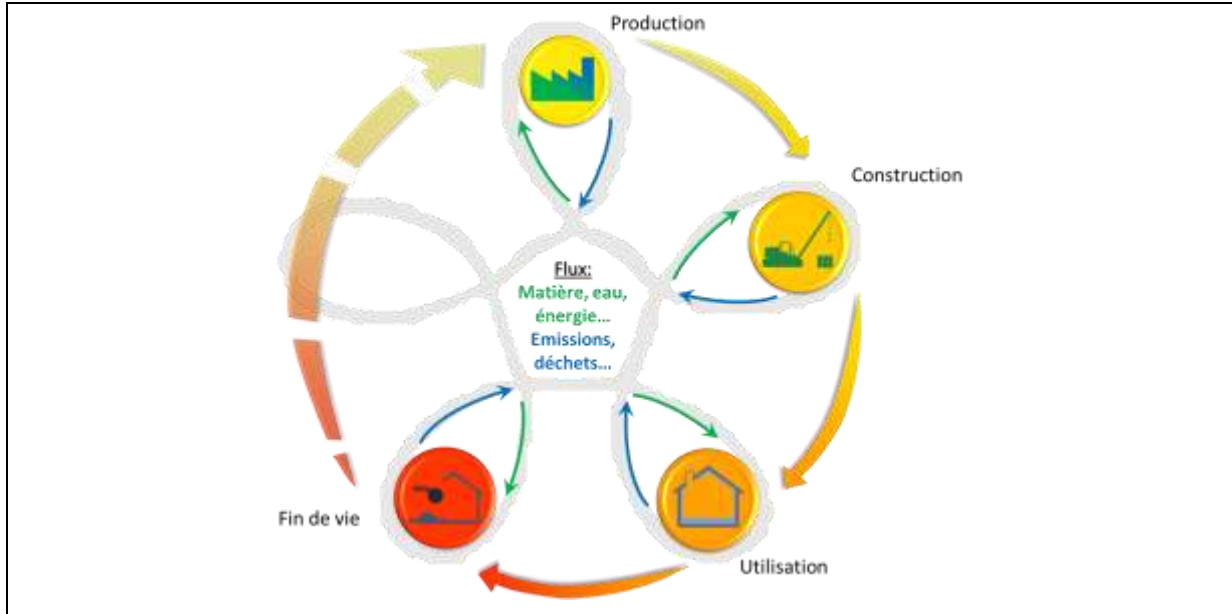 Production
Construction
Flux:
Matière, eau,
énergie...
Emissions,
déchets...
Fin de vie
Utilisation